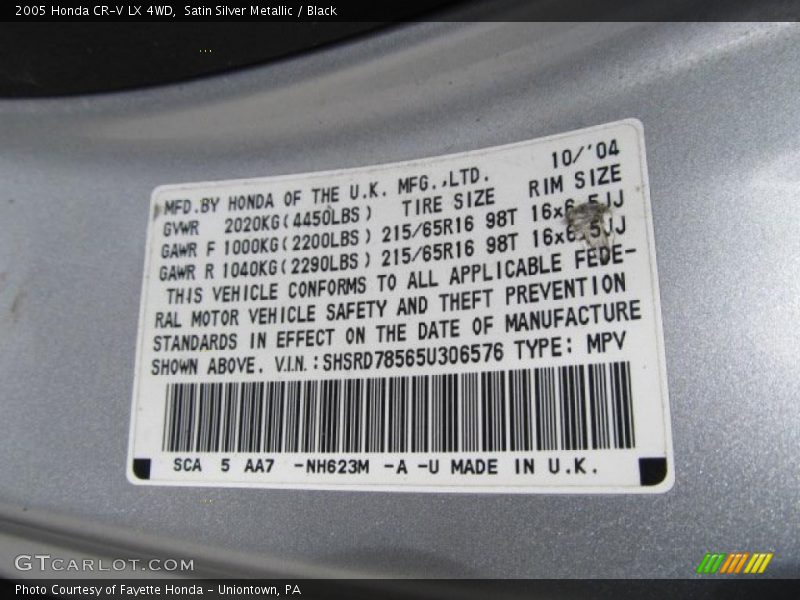 2005 Honda CR-V LX 4WD,  Satin Silver Metallic / Black
10/'04
MFD.BY HONDA OF THE U.K. MFG.,LTD.
GVWR 2020KG(4450LBS) TIRE SIZE RIM SIZE
GAWR F 1000KG(2200LBS) 215/65R16 98T 16x6.5JJ
GAWR R 1040KG(2290LBS) 215/65R16 98T 16x6.5JJ
THIS VEHICLE CONFORMS TO ALL APPLICABLE FEDE-
RAL MOTOR VEHICLE SAFETY AND THEFT PREVENTION
STANDARDS IN EFFECT ON THE DATE OF MANUFACTURE
SHOWN ABOVE. V.I.N.:SHSRD78565U306576 TYPE: MPV
SCA 5 AA7 -NH623M -A -U MADE IN U.K.
GTCARLOT.COM
Photo Courtesy of Fayette Honda - Uniontown, PA